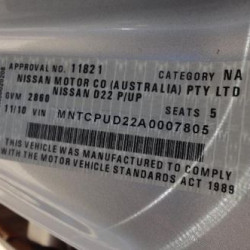 APPROVAL NO. 11821 CATEGORY NA
NISSAN MOTOR CO (AUSTRALIA) PTY LTD
NISSAN D22 P/UP
GVM 2860 SEATS 5
11/10 VIN MNTCPUD22A0007805
THIS VEHICLE WAS MANUFACTURED TO COMPLY WITH
THE MOTOR VEHICLE STANDARDS ACT 1989